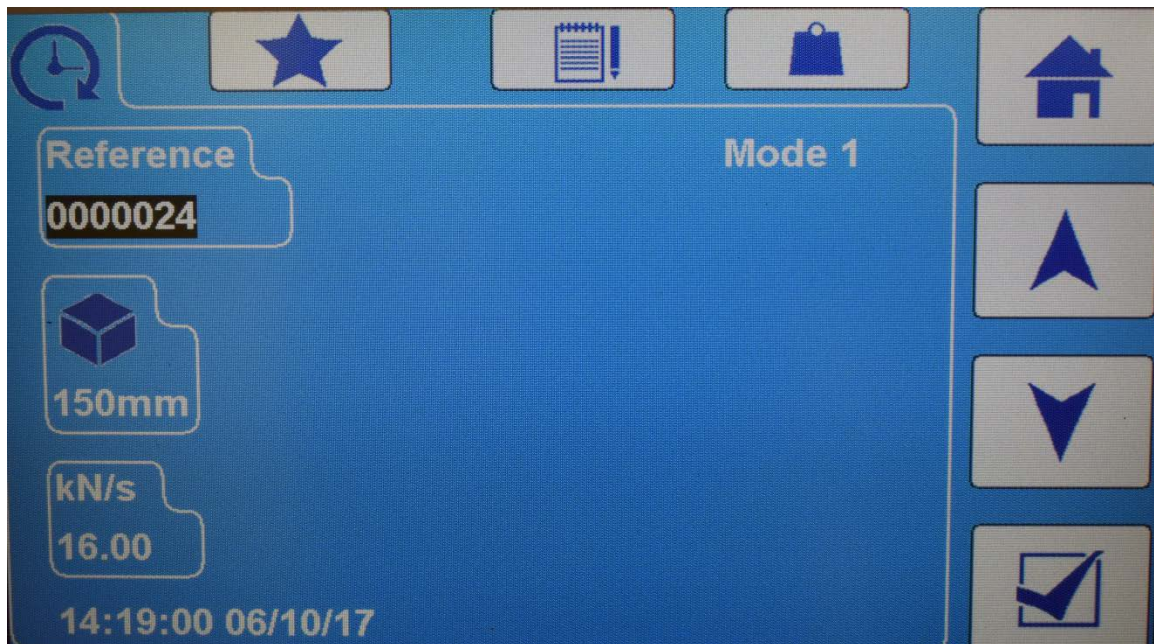 Reference
Mode 1
0000024
150mm
kN/s
16.00
14:19:00 06/10/17